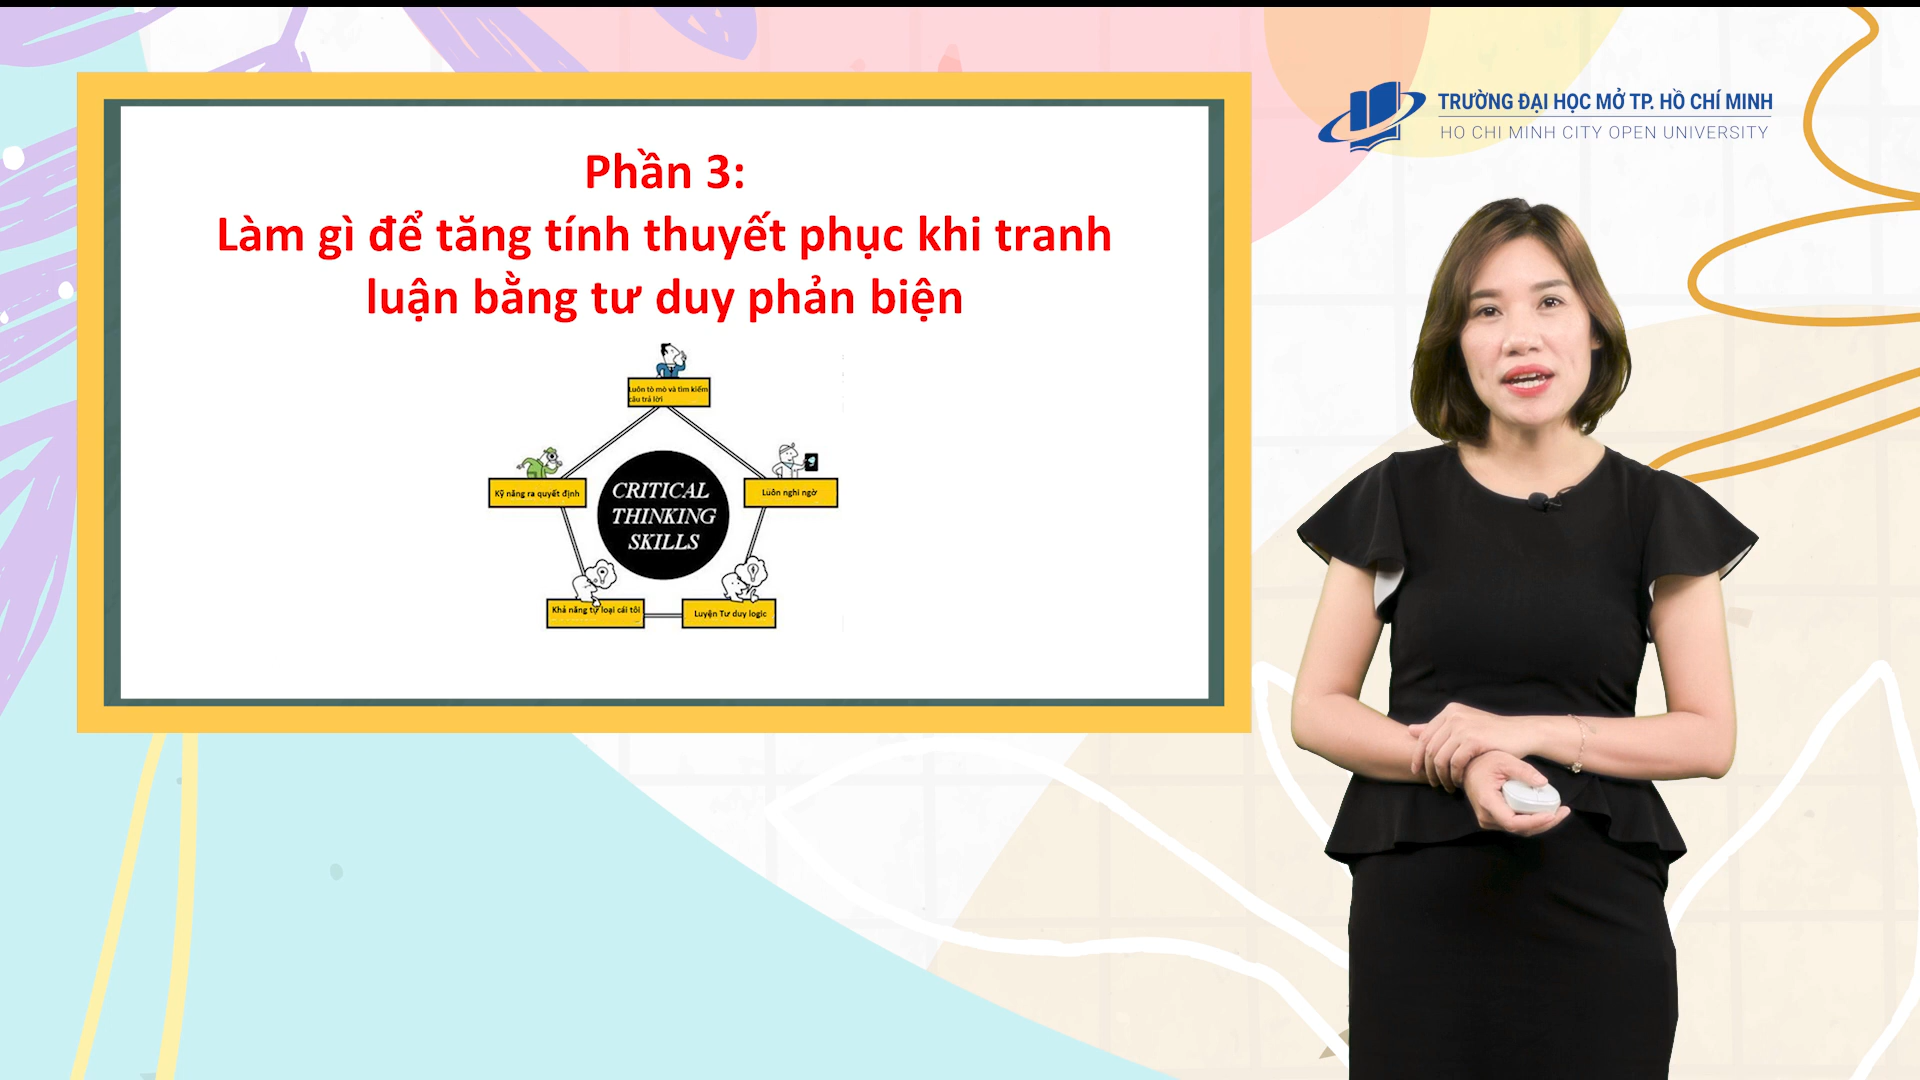 TRƯỜNG ĐẠI HỌC MỞ TP. HỒ CHÍ MINH
HO CHI MINH CITY OPEN UNIVERSITY
Phần 3:
Làm gì để tăng tính thuyết phục khi tranh
luận bằng tư duy phản biện
Luôn tò mò và tìm kiếm
câu trả lời
Kỹ năng ra quyết định
CRITICAL
THINKING
SKILLS
Luôn nghi ngờ
Khả năng tự loại cái tôi
Luyện Tư duy logic